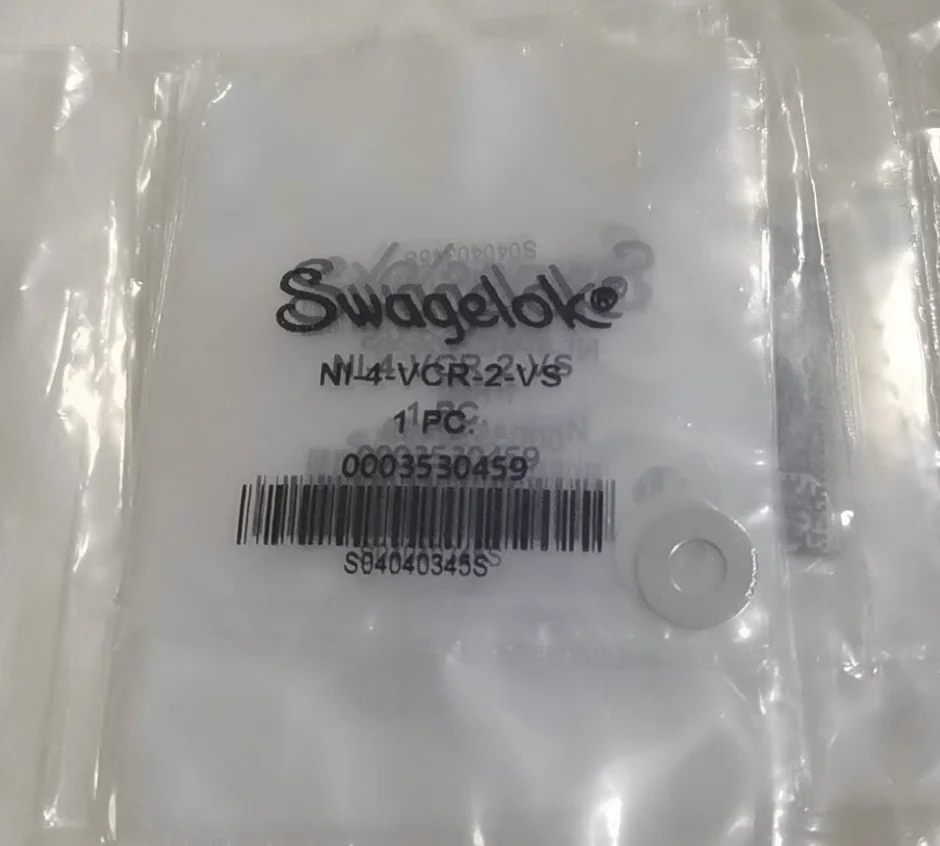 Swagelok®
NI-4-VCR-2-VS
1 PC.
0003530459
S04040345S